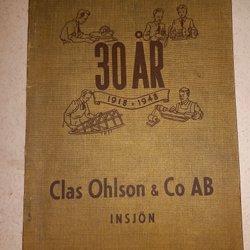 30 ÅR
1918 • 1948
Clas Ohlson & Co AB
INSJÖN